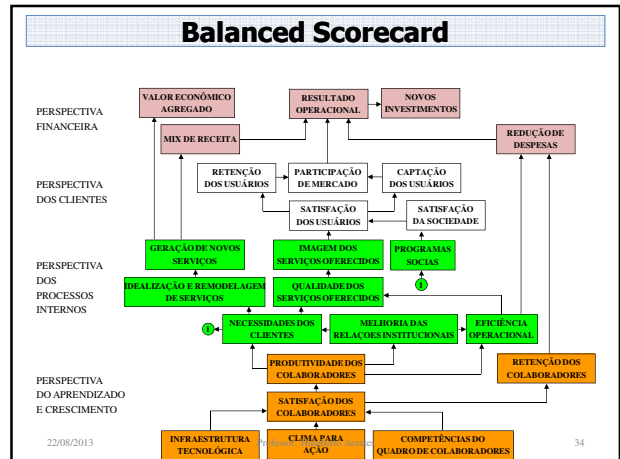 Balanced Scorecard
VALOR ECONÔMICO
AGREGADO
RESULTADO
OPERACIONAL
NOVOS
INVESTIMENTOS
PERSPECTIVA
FINANCEIRA
MIX DE RECEITA
REDUÇÃO DE
DESPESAS
RETENÇÃO
DOS USUÁRIOS
PARTICIPAÇÃO
DE MERCADO
CAPTAÇÃO
DOS USUÁRIOS
PERSPECTIVA
DOS CLIENTES
SATISFAÇÃO
DOS USUÁRIOS
SATISFAÇÃO
DA SOCIEDADE
GERAÇÃO DE NOVOS
SERVIÇOS
IMAGEM DOS
SERVIÇOS OFERECIDOS
PROGRAMAS
SOCIAS
PERSPECTIVA
DOS
PROCESSOS
INTERNOS
IDEALIZAÇÃO E REMODELAGEM
DE SERVIÇOS
QUALIDADE DOS
SERVIÇOS OFERECIDOS
1
1
NECESSIDADES DOS
CLIENTES
MELHORIA DAS
RELAÇOES INSTITUCIONAIS
EFICIÊNCIA
OPERACIONAL
PRODUTIVIDADE DOS
COLABORADORES
RETENÇÃO DOS
COLABORADORES
PERSPECTIVA
DO APRENDIZADO
E CRESCIMENTO
SATISFAÇÃO DOS
COLABORADORES
INFRAESTRUTURA
TECNOLÓGICA
CLIMA PARA
AÇÃO
COMPETÊNCIAS DO
QUADRO DE COLABORADORES
22/08/2013
34